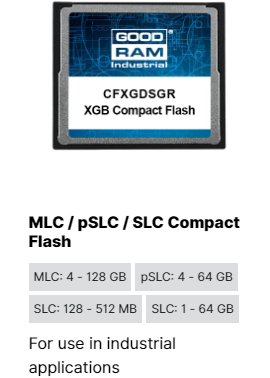 GOOD
RAM
Industrial
CFXGDSGR
XGB Compact Flash
MLC / pSLC / SLC Compact
Flash
MLC: 4 - 128 GB
pSLC: 4 - 64 GB
SLC: 128 - 512 MB
SLC: 1 - 64 GB
For use in industrial
applications